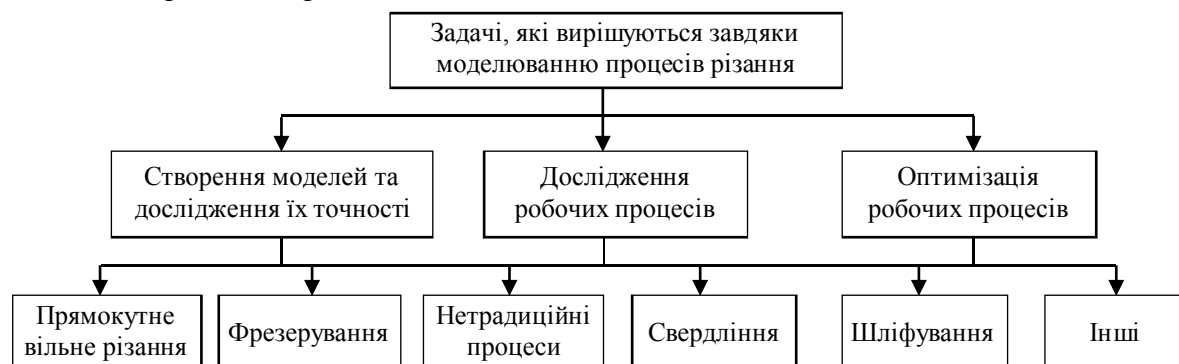 Задачі, які вирішуються завдяки
моделюванню процесів різання
Створення моделей та
дослідження їх точності
Дослідження
робочих процесів
Оптимізація
робочих процесів
Прямокутне
вільне різання
Фрезерування
Нетрадиційні
процеси
Свердління
Шліфування
Інші